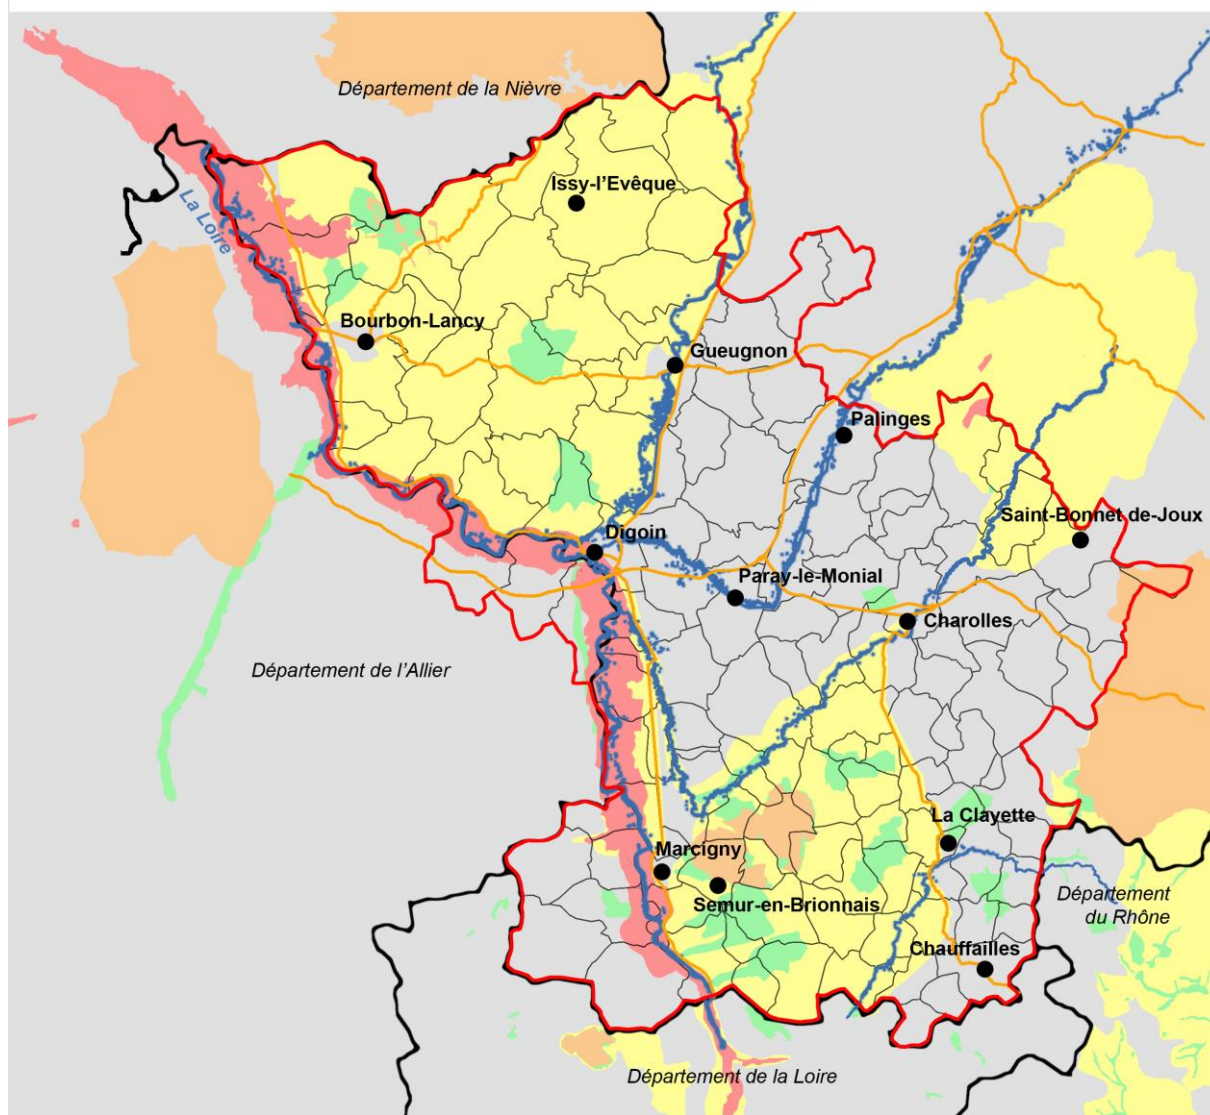 Département de la Nièvre
Issy-l'Evêque
La Loire
Bourbon-Lancy
Gueugnon
Palinges
Saint-Bonnet de-Joux
Digoin
Paray-le-Monial
Charolles
Département de l'Allier
La Clayette
Marcigny
Semur-en-Brionnais
Département
du Rhône
Chauffailles
Département de la Loire